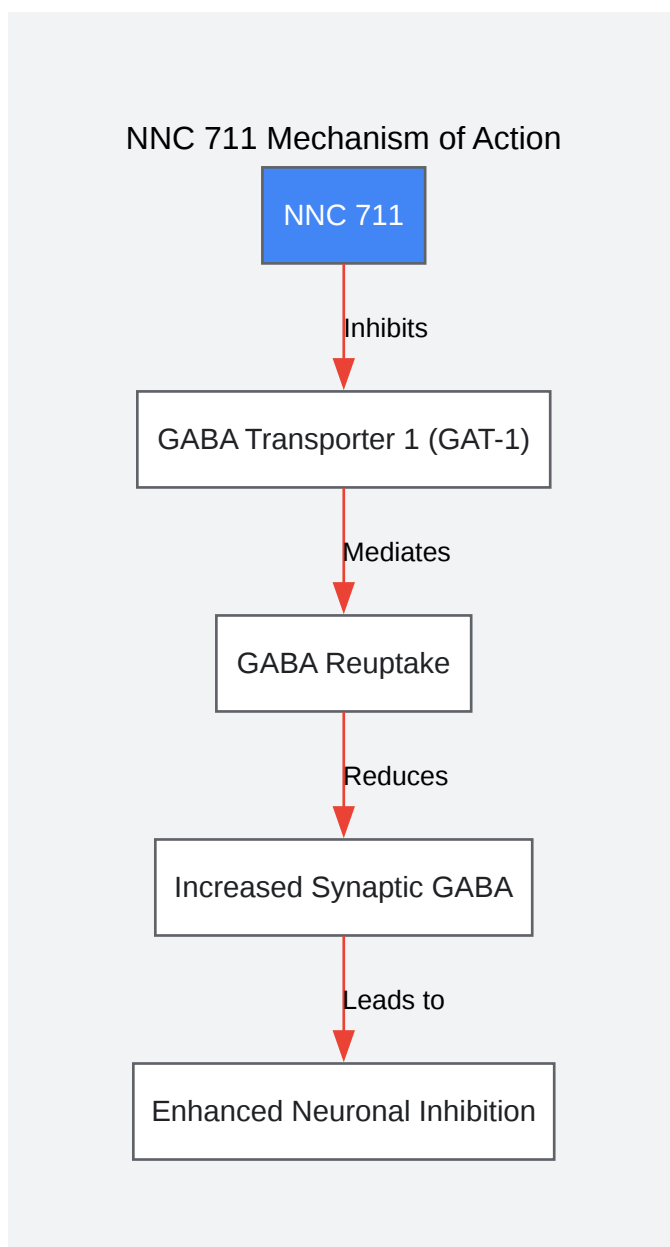 NNC 711 Mechanism of Action
NNC 711
Inhibits
GABA Transporter 1 (GAT-1)
Mediates
GABA Reuptake
Reduces
Increased Synaptic GABA
Leads to
Enhanced Neuronal Inhibition